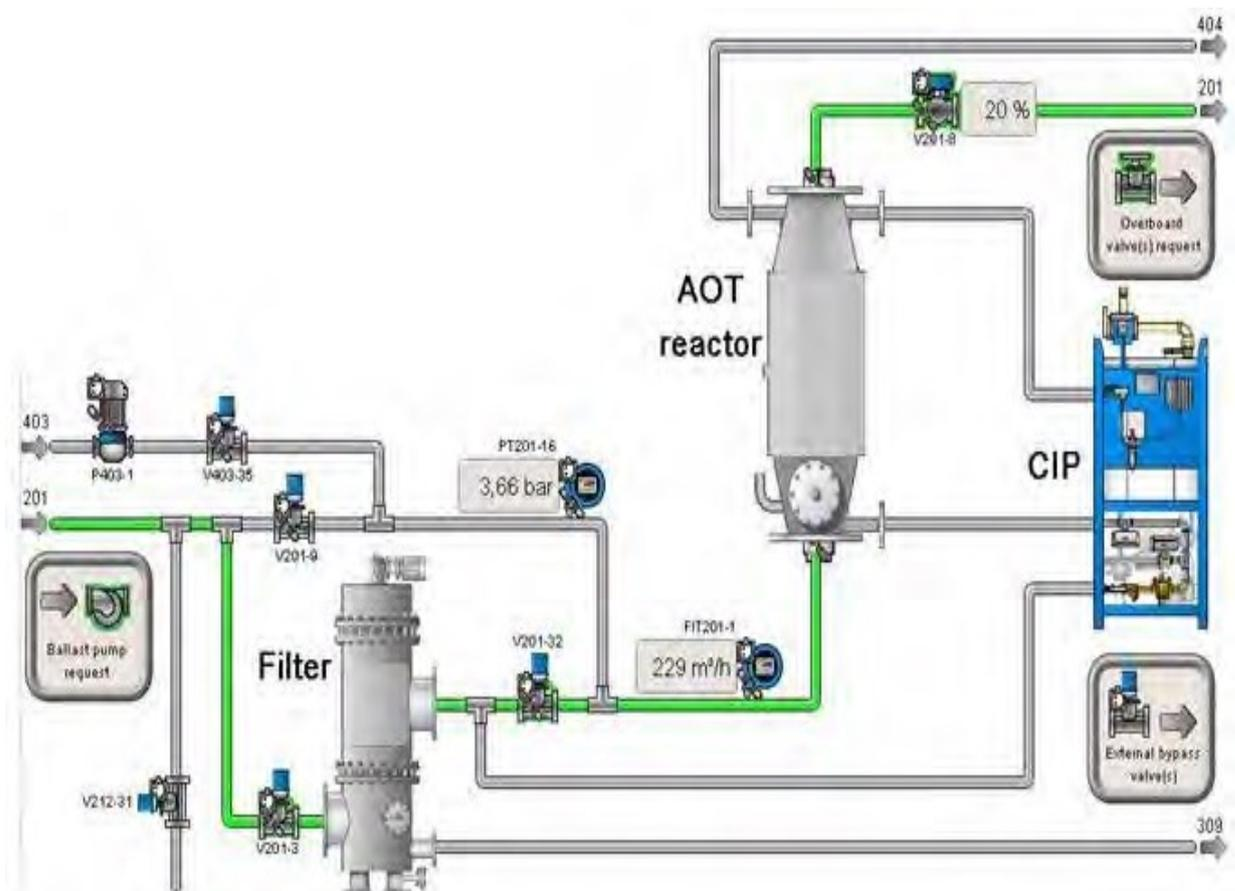 404
201
V201-8
20 %
Overboard
valve(s) request
AOT
reactor
403
P403-1
V403-35
PT201-16
3,66 bar
CIP
201
V201-9
Ballast pump
request
Filter
V201-32
FIT201-1
229 m³/h
External bypass
valve(s)
V212-31
V201-3
309